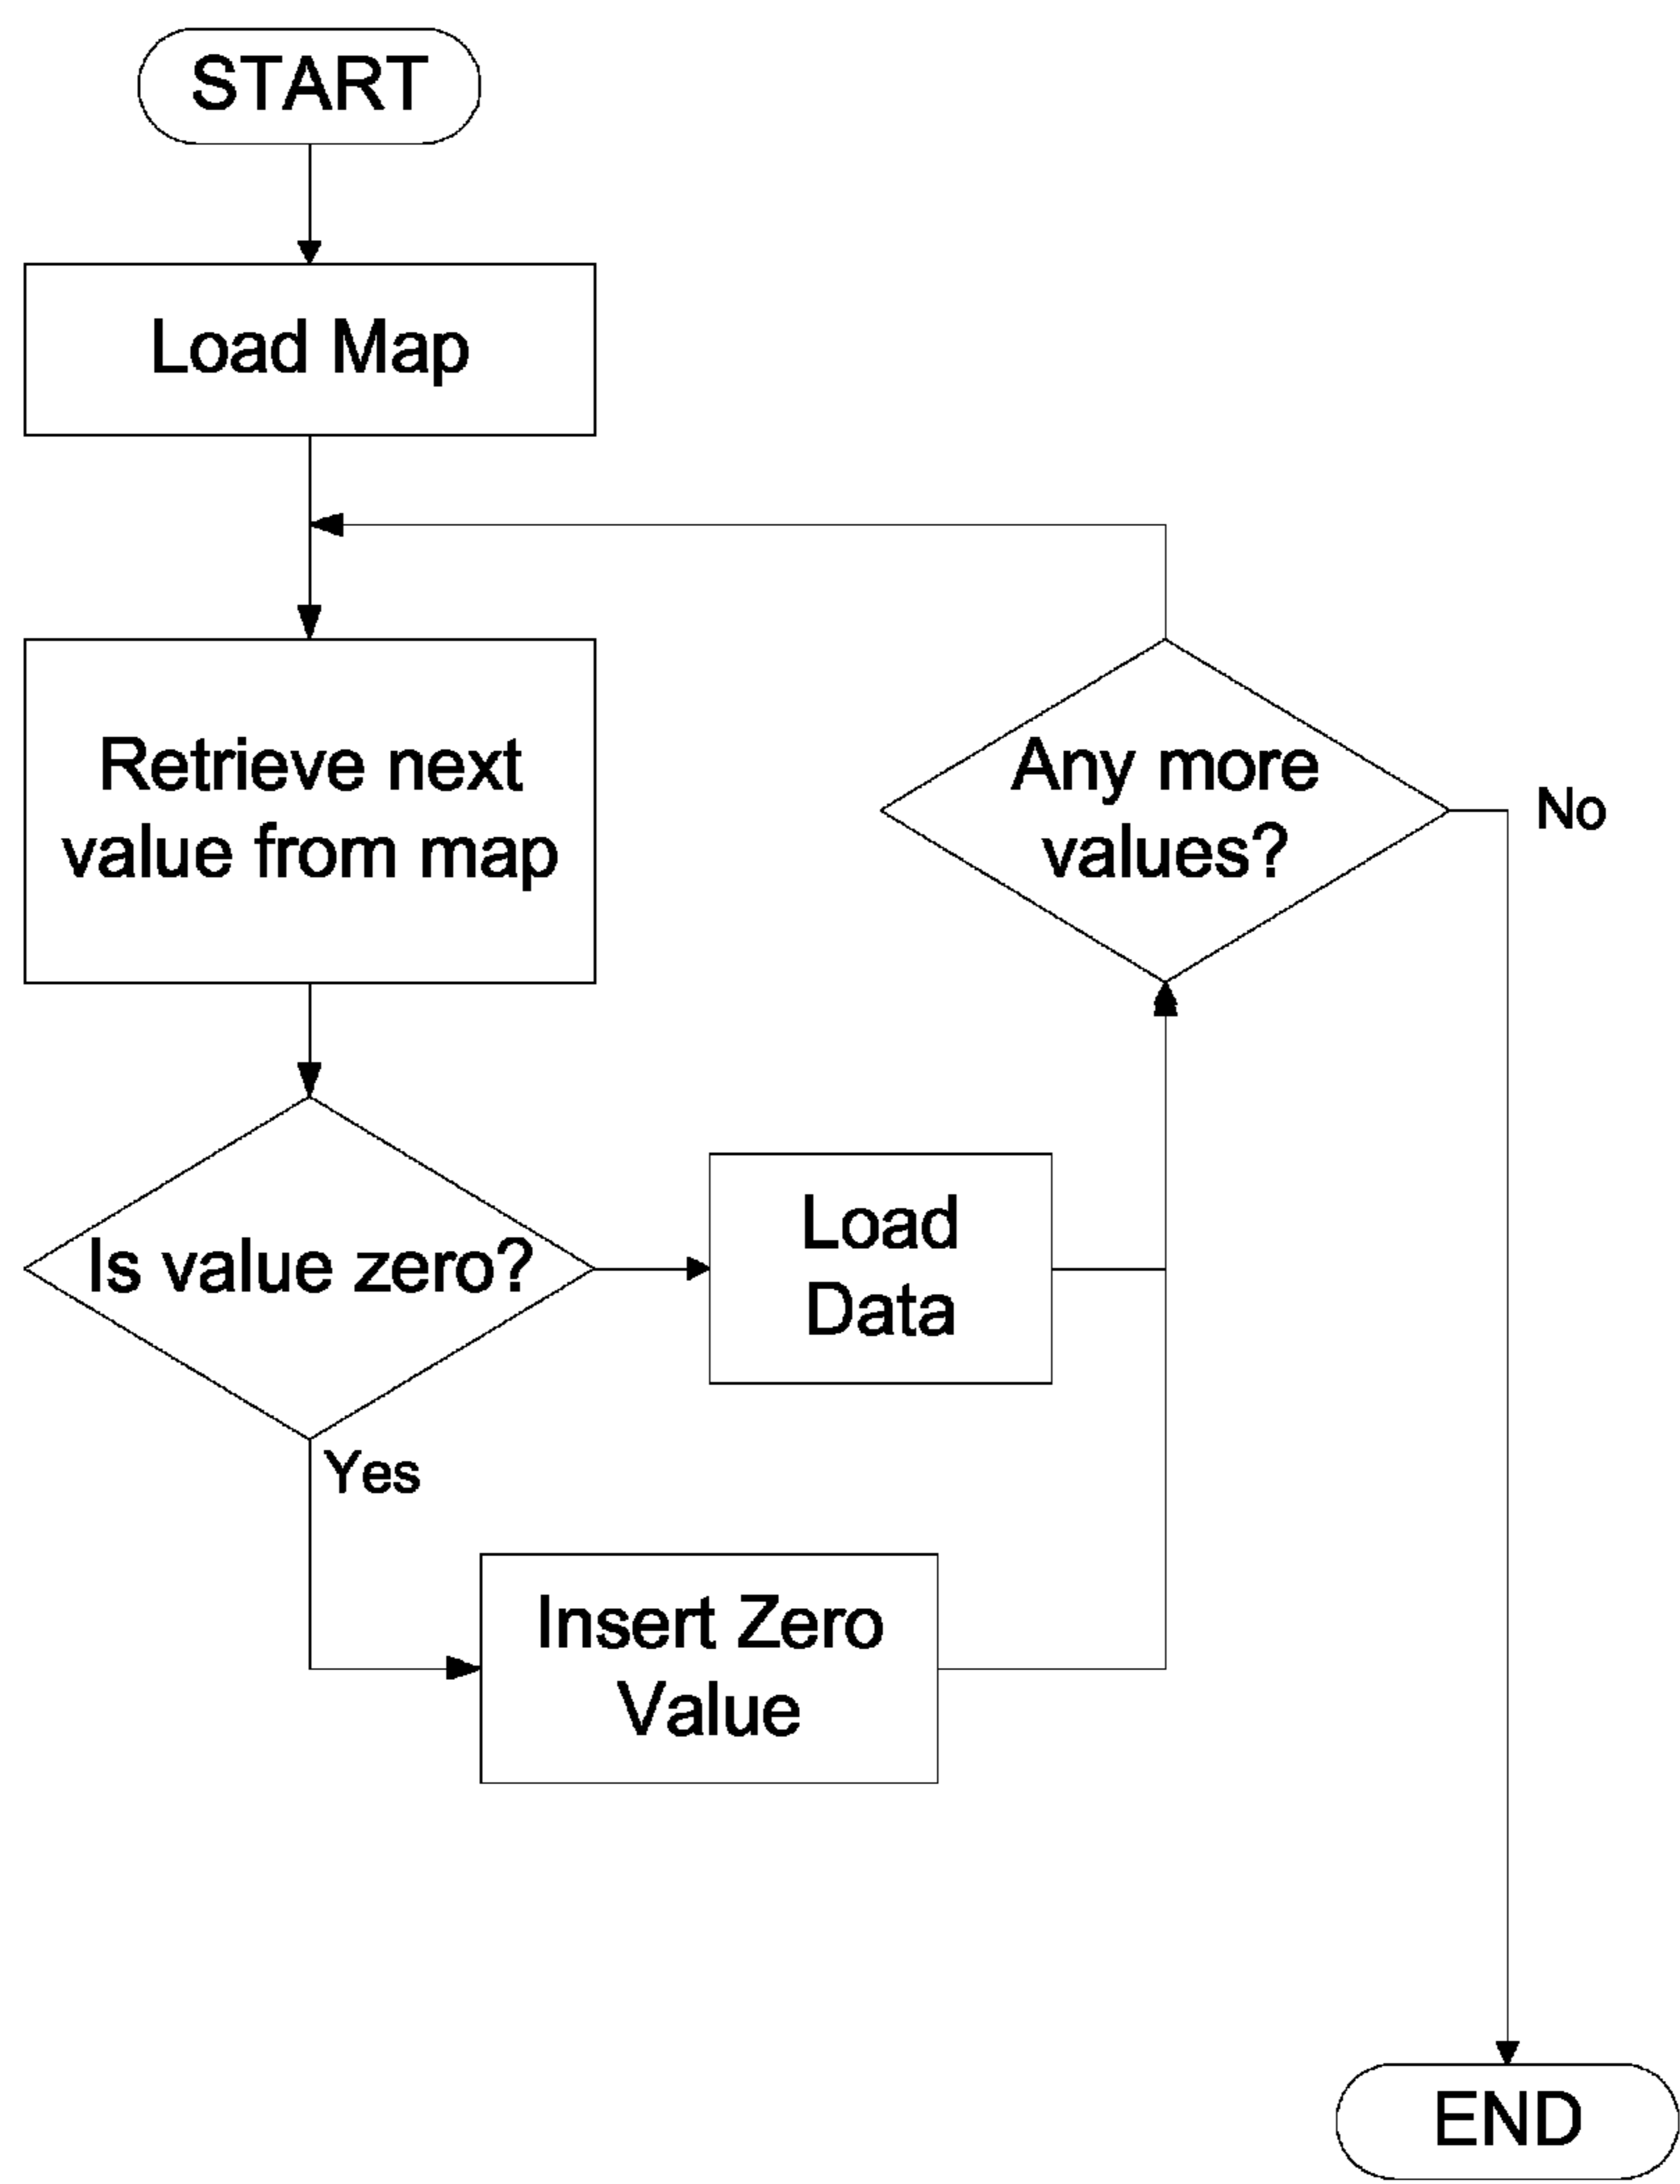 START
Load Map
Retrieve next
value from map
Any more
values?
No
Is value zero?
Load
Data
Yes
Insert Zero
Value
END